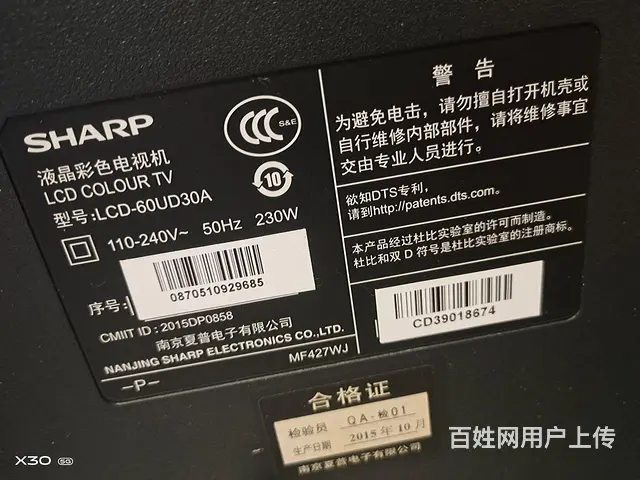 SHARP
液晶彩色电视机
LCD COLOUR TV
型号:LCD-60UD30A
110-240V~ 50Hz 230W
序号:
0870510929685
CMIIT ID : 2015DP0858
南京夏普电子有限公司
NANJING SHARP ELECTRONICS CO.,LTD.
MF427WJ
–P–
CCC
S&E
10
警 告
为避免电击，请勿擅自打开机壳或
自行维修内部部件，请将维修事宜
交由专业人员进行。
欲知DTS专利，
请到http://patents.dts.com.
本产品经过杜比实验室的许可而制造。
杜比和双 D 符号是杜比实验室的注册商标。
CD39018674
合格证
检验员 QA-检01
生产日期 2015年10月
南京夏普电子有限公司
百姓网用户上传
X30 5G